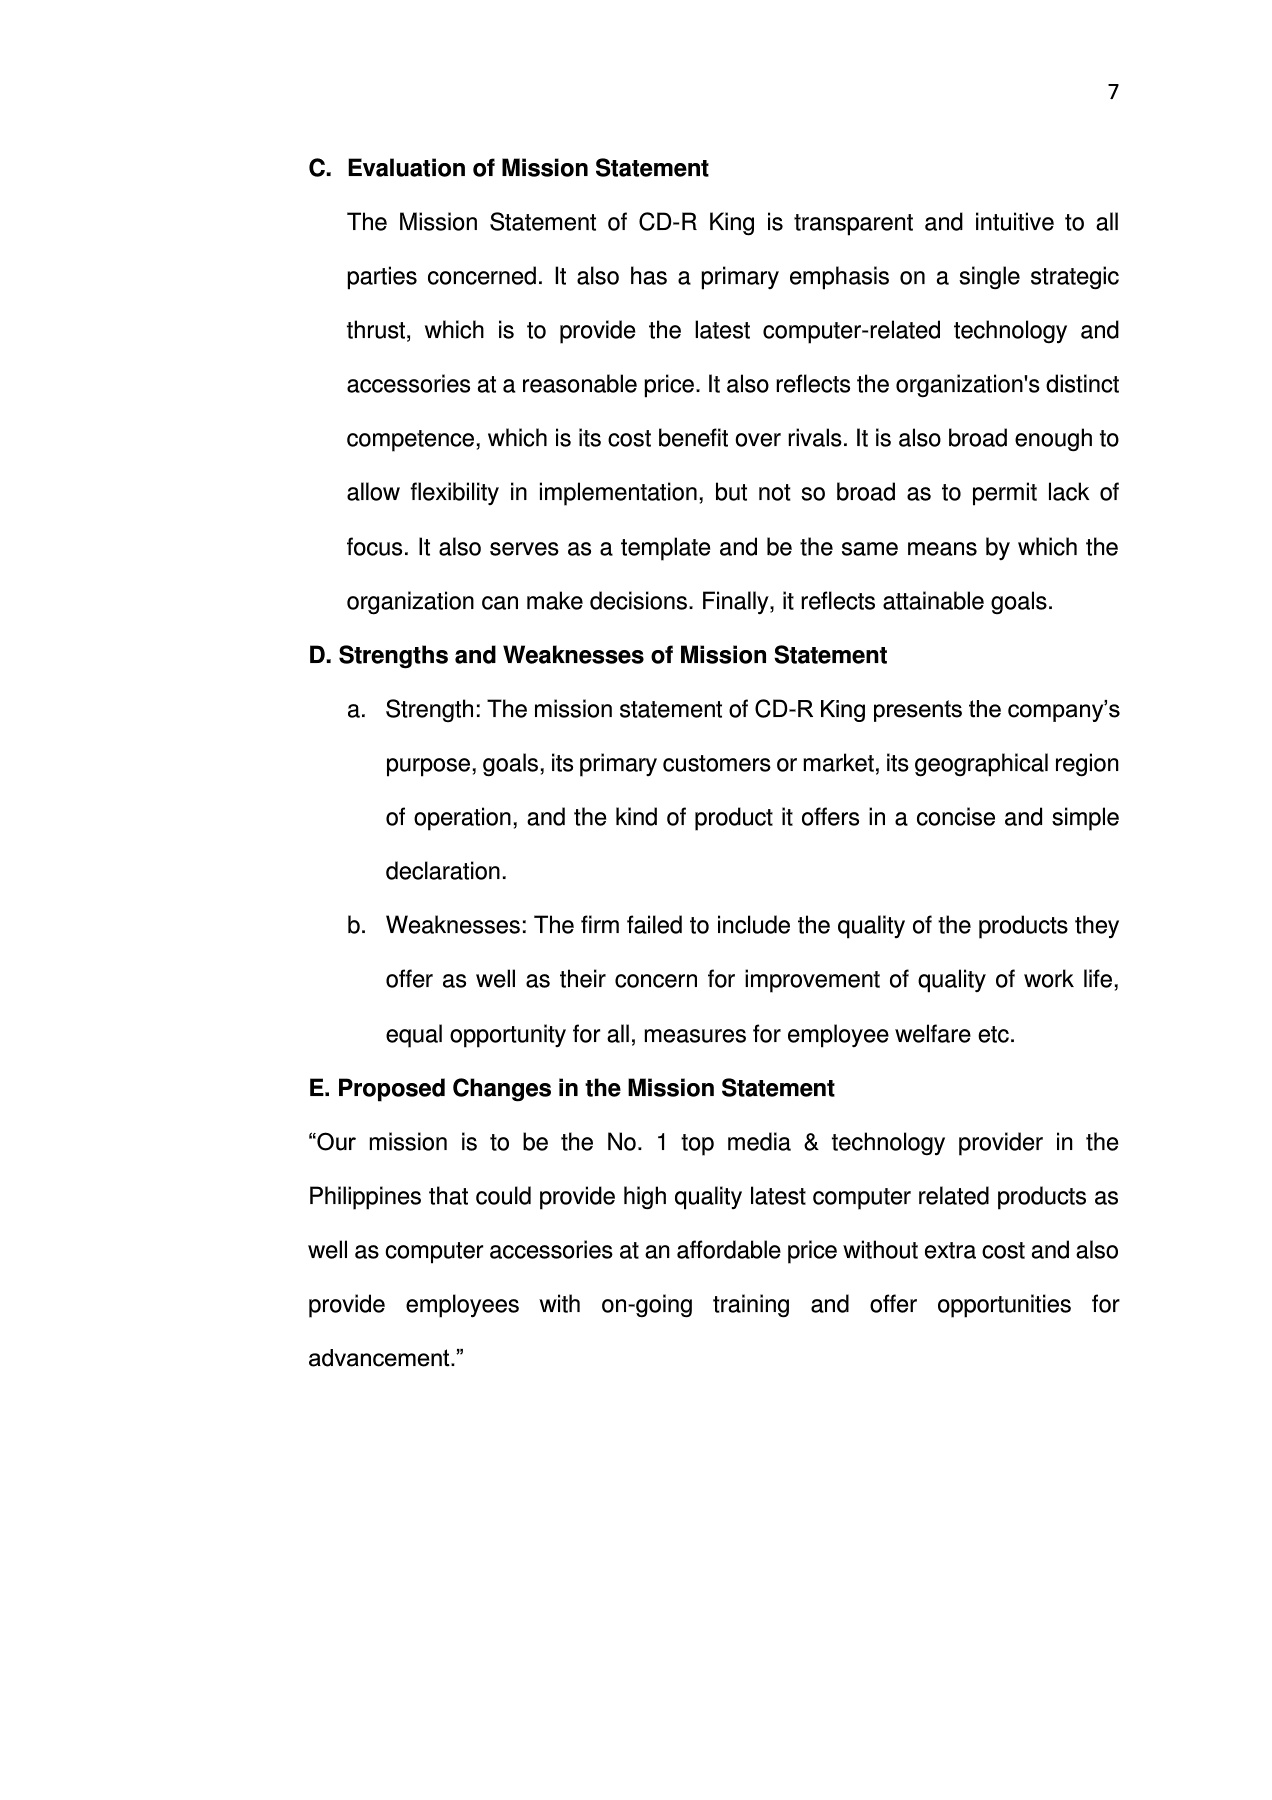 7
C. Evaluation of Mission Statement
The Mission Statement of CD-R King is transparent and intuitive to all
parties concerned. It also has a primary emphasis on a single strategic
thrust, which is to provide the latest computer-related technology and
accessories at a reasonable price. It also reflects the organization's distinct
competence, which is its cost benefit over rivals. It is also broad enough to
allow flexibility in implementation, but not so broad as to permit lack of
focus. It also serves as a template and be the same means by which the
organization can make decisions. Finally, it reflects attainable goals.
D. Strengths and Weaknesses of Mission Statement
a. Strength: The mission statement of CD-R King presents the company’s
purpose, goals, its primary customers or market, its geographical region
of operation, and the kind of product it offers in a concise and simple
declaration.
b. Weaknesses: The firm failed to include the quality of the products they
offer as well as their concern for improvement of quality of work life,
equal opportunity for all, measures for employee welfare etc.
E. Proposed Changes in the Mission Statement
“Our mission is to be the No. 1 top media & technology provider in the
Philippines that could provide high quality latest computer related products as
well as computer accessories at an affordable price without extra cost and also
provide employees with on-going training and offer opportunities for
advancement.”